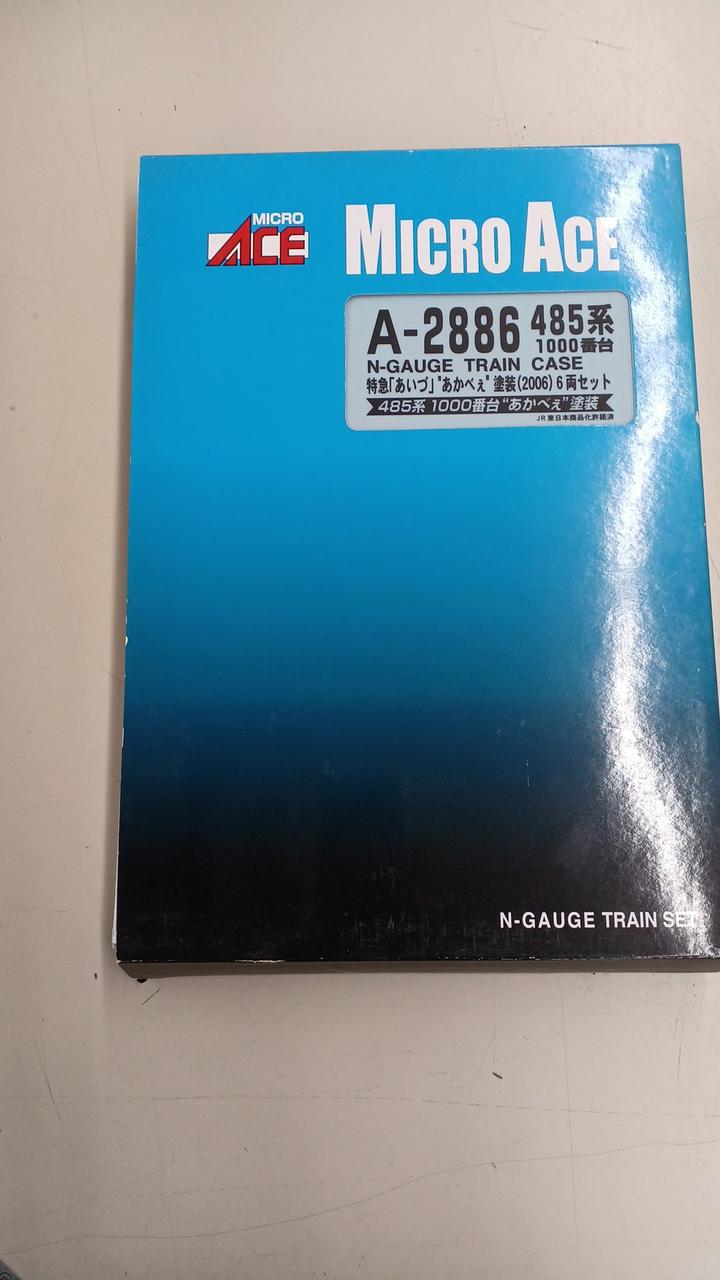 MICRO
ACE
MICRO ACE
A-2886 485系
1000番台
N-GAUGE TRAIN CASE
特急「あいづ」"あかべぇ"塗装(2006)6両セット
485系 1000番台"あかべぇ"塗装
JR東日本商品化許諾済
N-GAUGE TRAIN SET